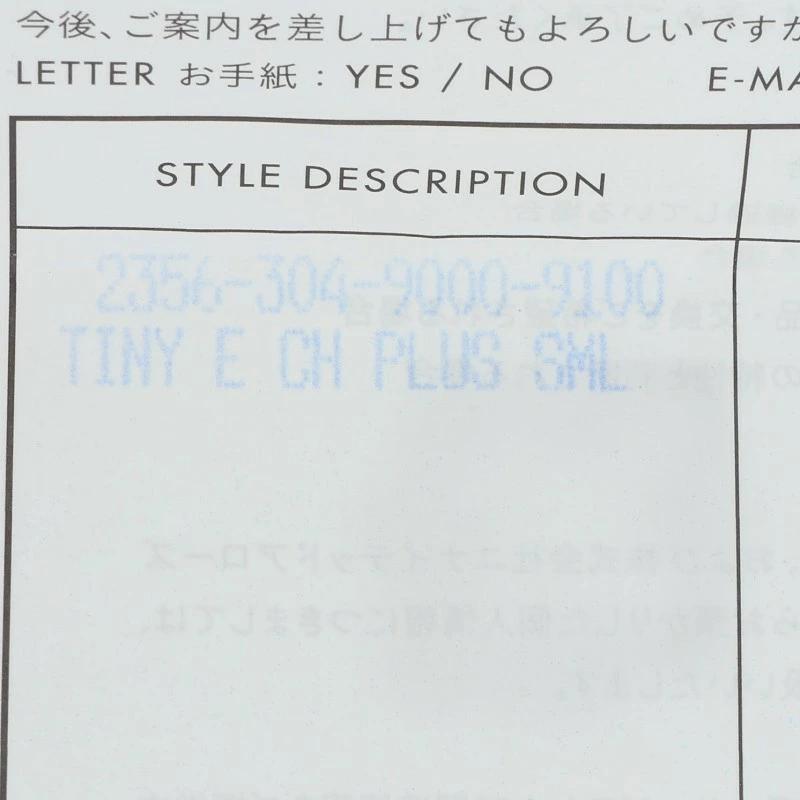 今後、ご案内を差し上げてもよろしいですか
LETTER お手紙 : YES / NO E-MA
STYLE DESCRIPTION
2356-304-9000-9100
TINY E CH PLUS SML